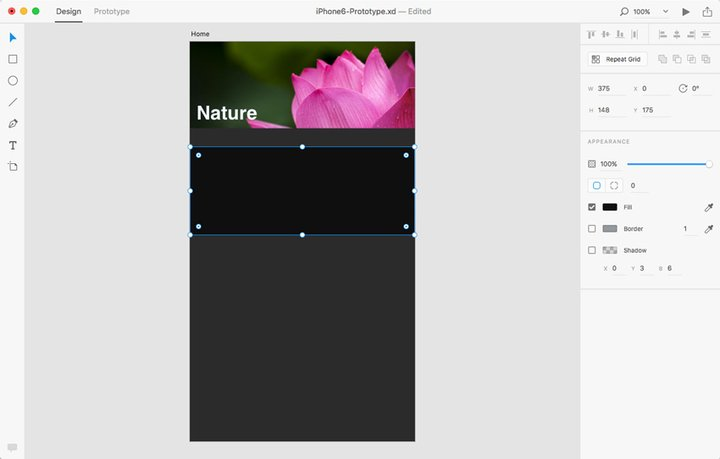 Design Prototype iPhone6-Prototype.xd — Edited 100%
Home
Nature
T
Repeat Grid
W 375 X 0 0°
H 148 Y 175
APPEARANCE
100%
0
Fill
Border 1
Shadow
X 0 Y 3 B 6